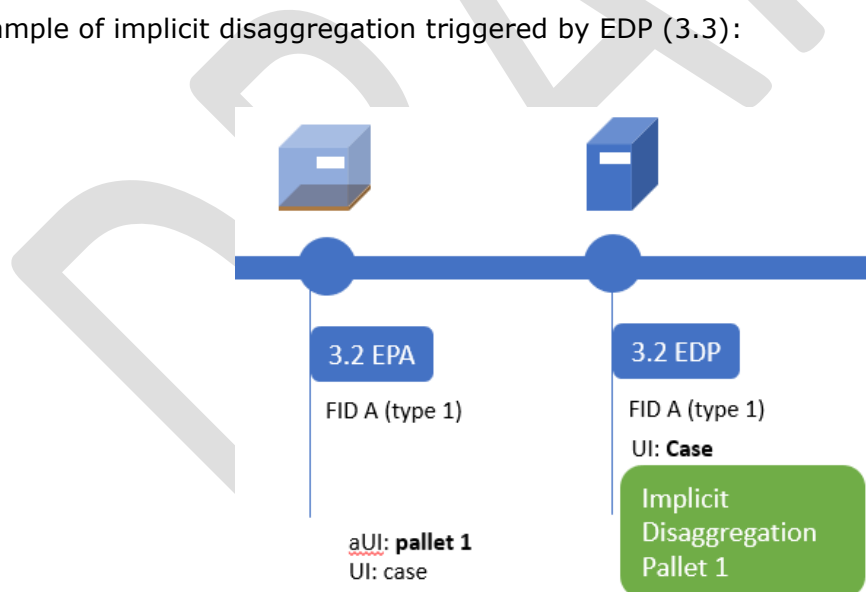 ample of implicit disaggregation triggered by EDP (3.3):
3.2 EPA
FID A (type 1)
aUI: pallet 1
UI: case
3.2 EDP
FID A (type 1)
UI: Case
Implicit
Disaggregation
Pallet 1